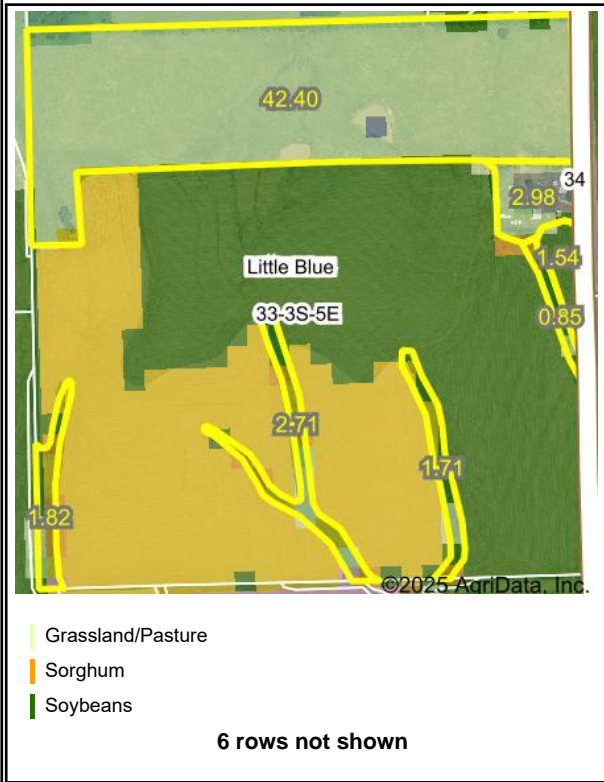 42.40
34
2.98
Little Blue
1.54
33-3S-5E
0.85
2.71
1.71
1.82
©2025 AgriData, Inc.
Grassland/Pasture
Sorghum
Soybeans
6 rows not shown